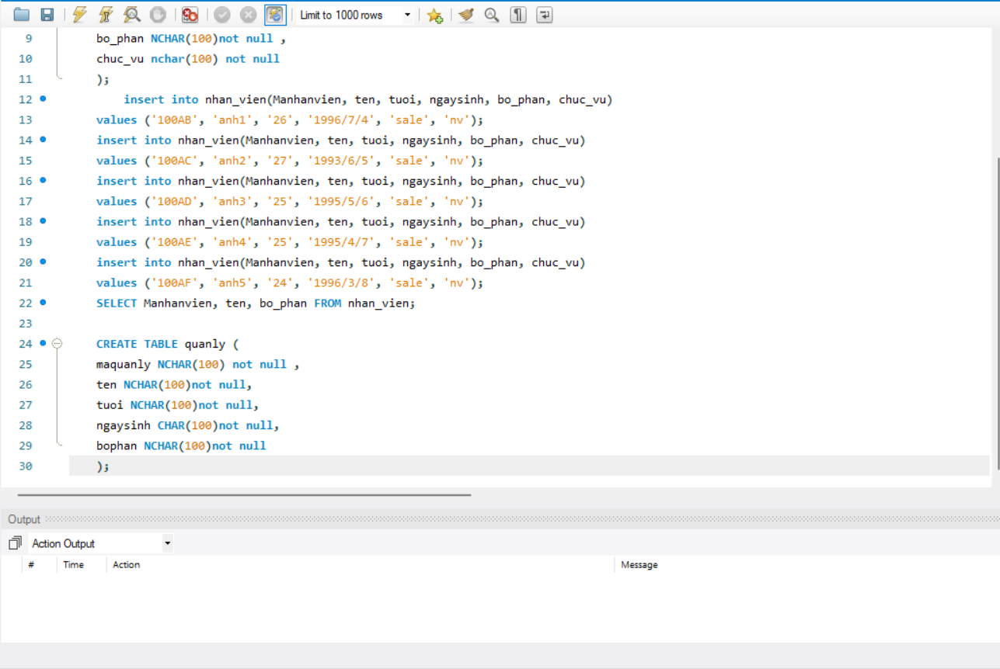 Limit to 1000 rows
9 bo_phan NCHAR(100)not null ,
10 chuc_vu nchar(100) not null
11 );
12 insert into nhan_vien(Manhanvien, ten, tuoi, ngaysinh, bo_phan, chuc_vu)
13 values ('100AB', 'anh1', '26', '1996/7/4', 'sale', 'nv');
14 insert into nhan_vien(Manhanvien, ten, tuoi, ngaysinh, bo_phan, chuc_vu)
15 values ('100AC', 'anh2', '27', '1993/6/5', 'sale', 'nv');
16 insert into nhan_vien(Manhanvien, ten, tuoi, ngaysinh, bo_phan, chuc_vu)
17 values ('100AD', 'anh3', '25', '1995/5/6', 'sale', 'nv');
18 insert into nhan_vien(Manhanvien, ten, tuoi, ngaysinh, bo_phan, chuc_vu)
19 values ('100AE', 'anh4', '25', '1995/4/7', 'sale', 'nv');
20 insert into nhan_vien(Manhanvien, ten, tuoi, ngaysinh, bo_phan, chuc_vu)
21 values ('100AF', 'anh5', '24', '1996/3/8', 'sale', 'nv');
22 SELECT Manhanvien, ten, bo_phan FROM nhan_vien;
23
24 CREATE TABLE quanly (
25 maquanly NCHAR(100) not null ,
26 ten NCHAR(100)not null,
27 tuoi NCHAR(100)not null,
28 ngaysinh CHAR(100)not null,
29 bophan NCHAR(100)not null
30 );
Output
Action Output
# Time Action Message